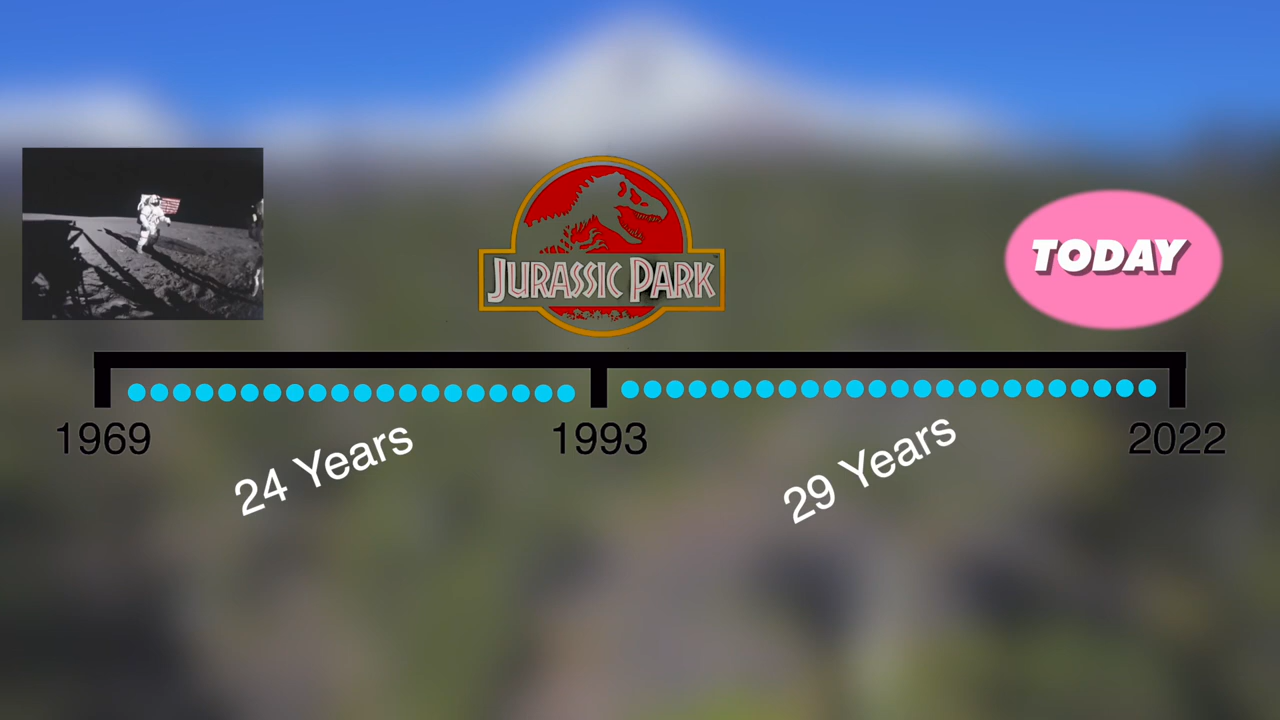 JURASSIC PARK
TODAY
1969
1993
2022
24 Years
29 Years